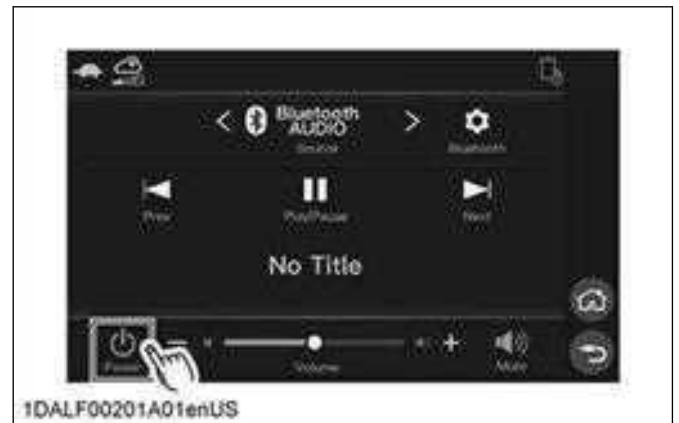 Bluetooth
AUDIO
Source
Bluetooth
Prev
Play/Pause
Next
No Title
Power
Volume
Mute
1DALF00201A01enUS